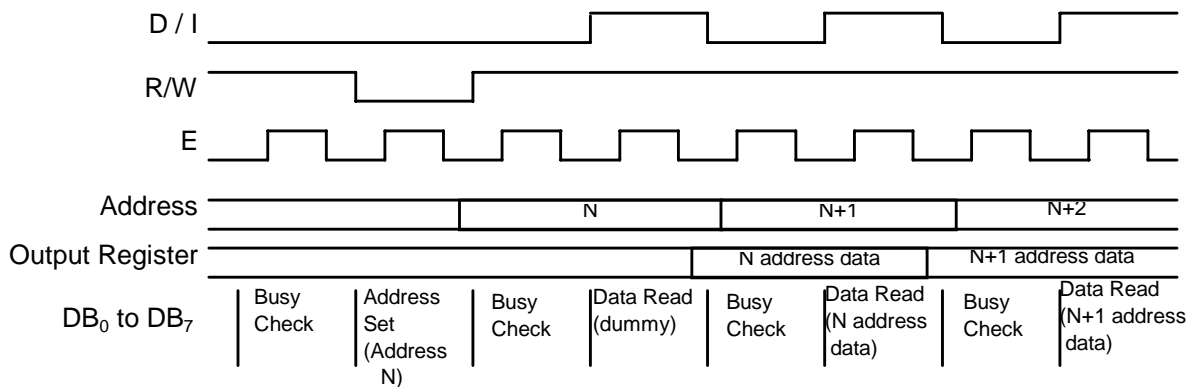 D / I
R/W
E
Address
N
N+1
N+2
Output Register
N address data
N+1 address data
DB₀ to DB₇
Busy
Check
Address
Set
(Address
N)
Busy
Check
Data Read
(dummy)
Busy
Check
Data Read
(N address
data)
Busy
Check
Data Read
(N+1 address
data)